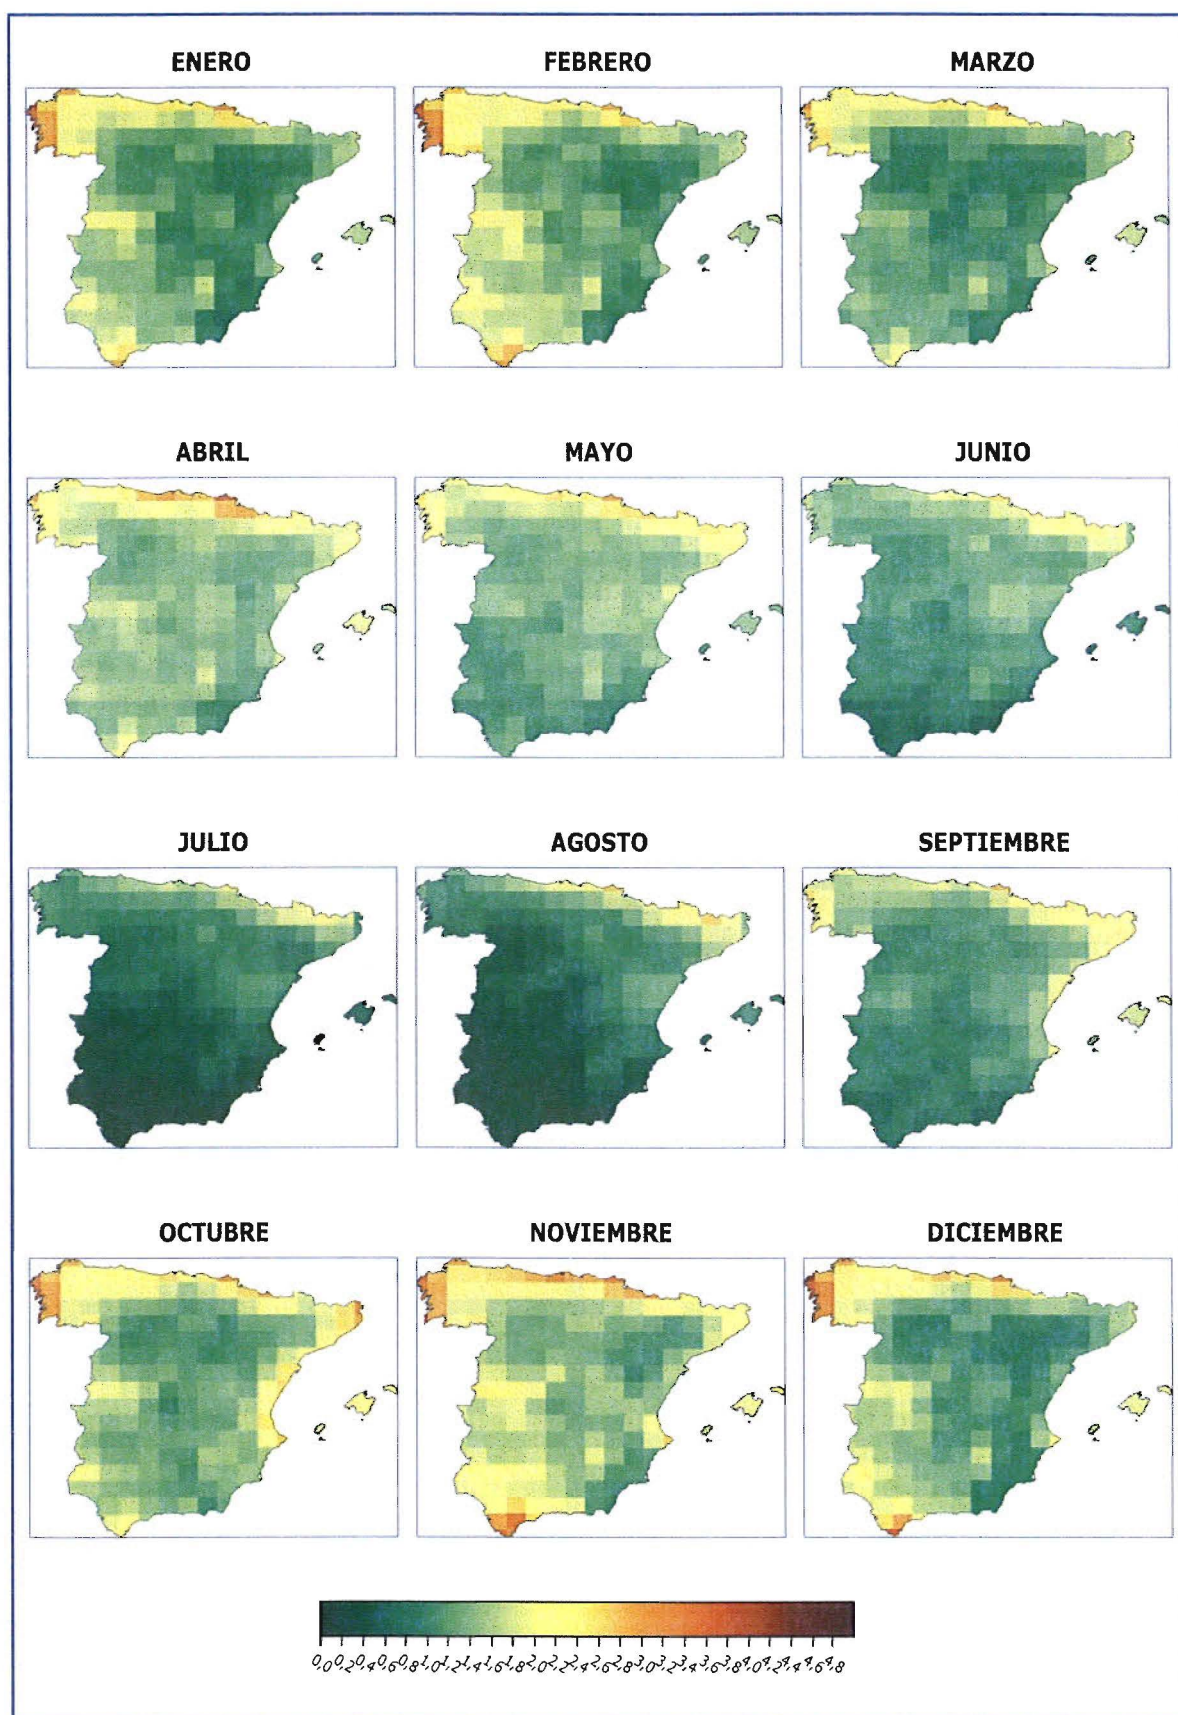 ENERO FEBRERO MARZO
ABRIL MAYO JUNIO
JULIO AGOSTO SEPTIEMBRE
OCTUBRE NOVIEMBRE DICIEMBRE
0,0 0,2 0,4 0,6 0,8 1,0 1,2 1,4 1,6 1,8 2,0 2,2 2,4 2,6 2,8 3,0 3,2 3,4 3,6 3,8 4,0 4,2 4,4 4,6 4,8